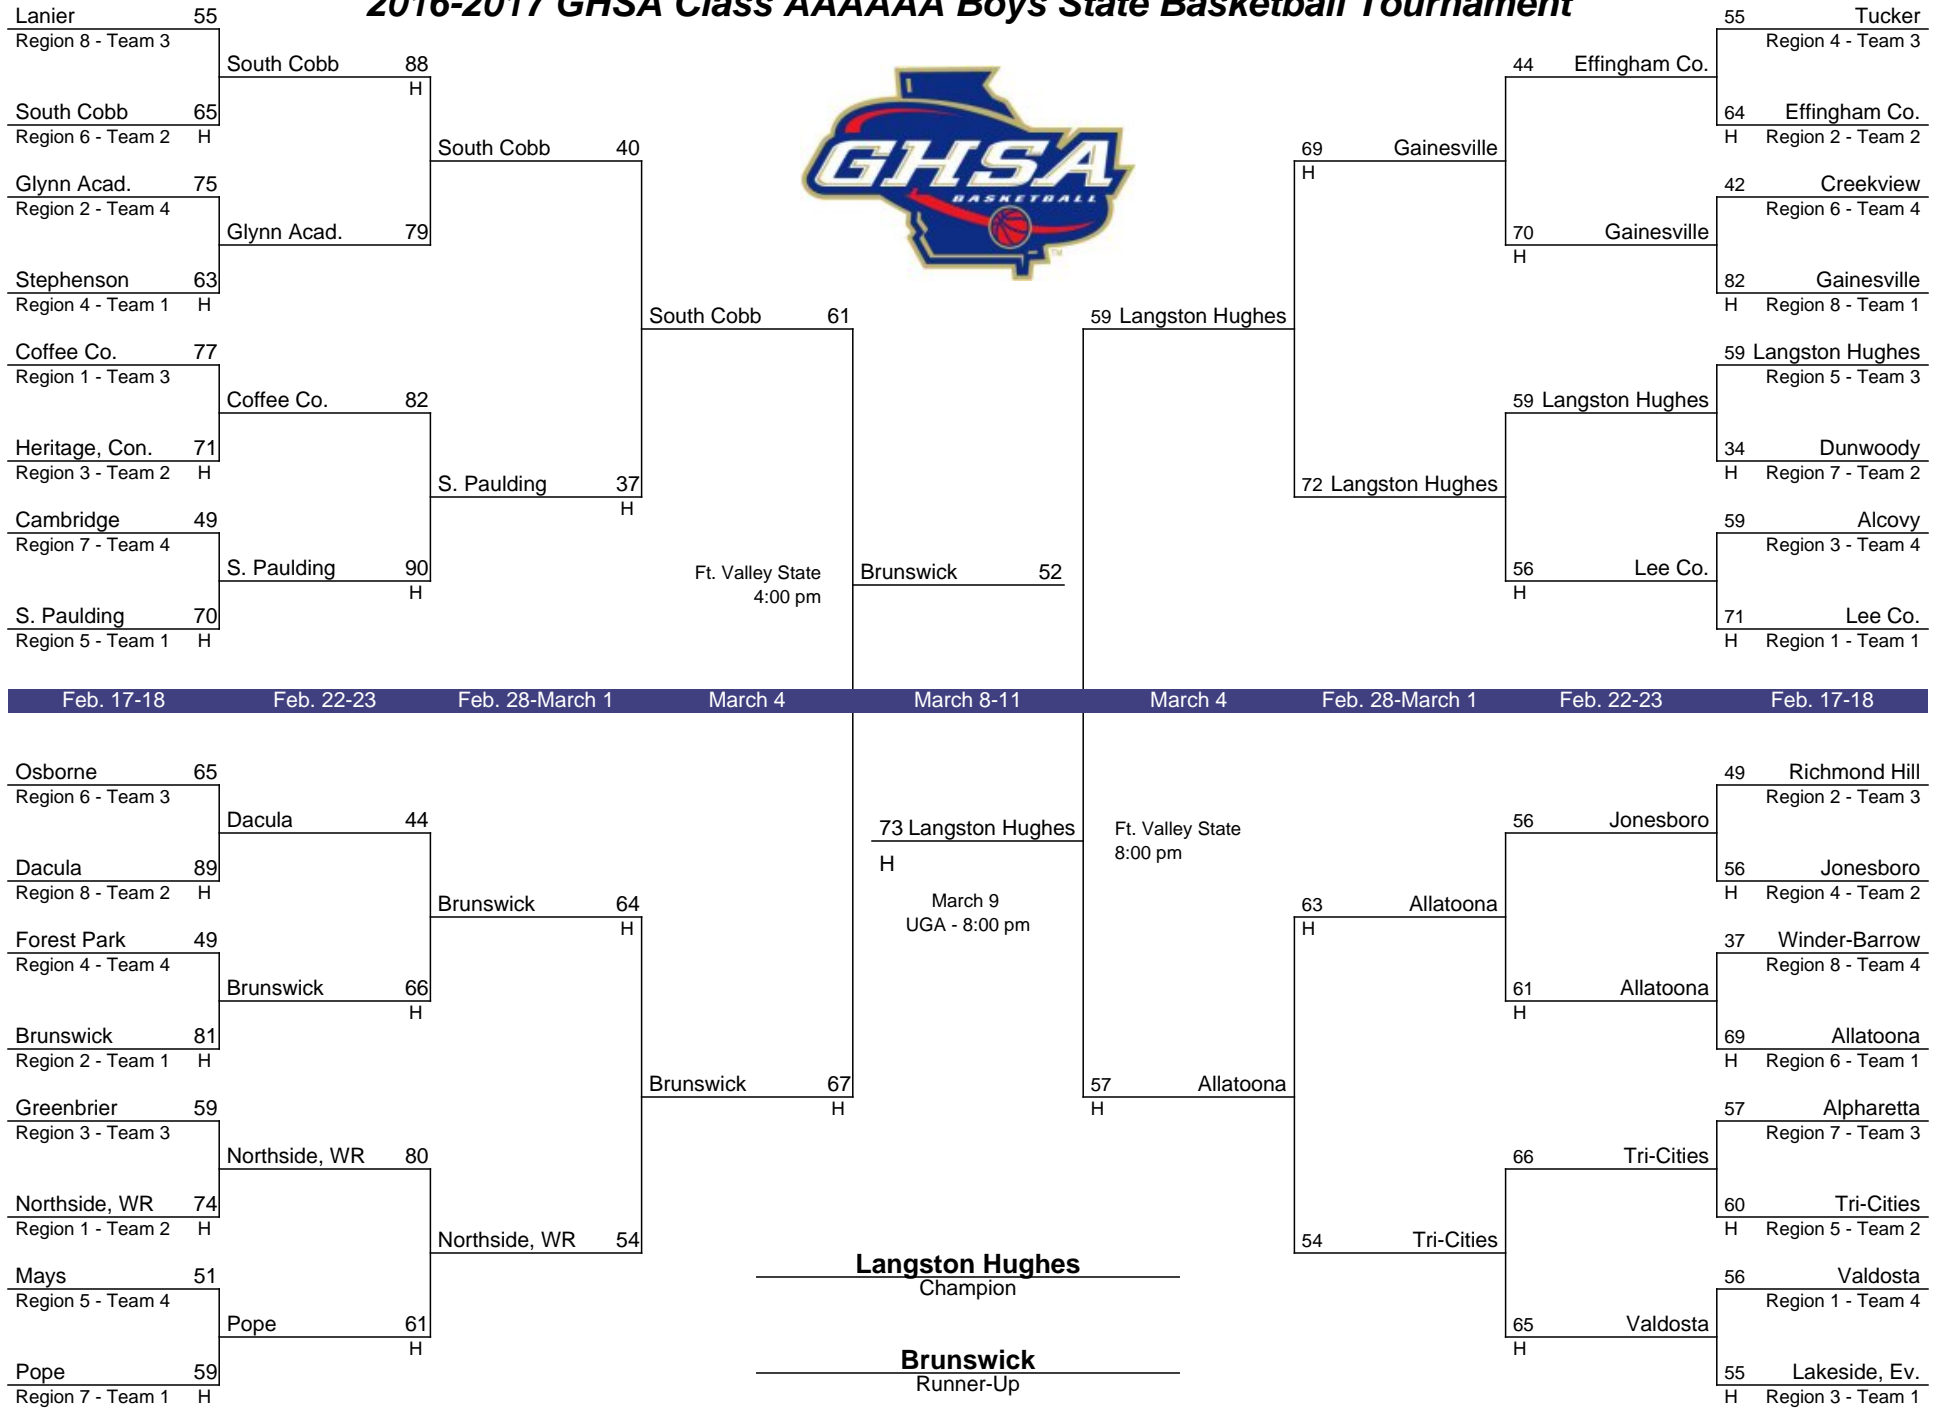 2016-2017 GHSA Class AAAAAA Boys State Basketball Tournament
Lanier 55
Region 8 - Team 3
South Cobb 88
H
South Cobb 65
Region 6 - Team 2 H
South Cobb 40
Glynn Acad. 75
Region 2 - Team 4
Glynn Acad. 79
Stephenson 63
Region 4 - Team 1 H
South Cobb 61
Coffee Co. 77
Region 1 - Team 3
Coffee Co. 82
Heritage, Con. 71
Region 3 - Team 2 H
S. Paulding 37
H
Cambridge 49
Region 7 - Team 4
S. Paulding 90
H
S. Paulding 70
Region 5 - Team 1 H
Ft. Valley State
4:00 pm
Brunswick 52
GHSA
BASKETBALL
TM
55 Tucker
Region 4 - Team 3
44 Effingham Co.
64 Effingham Co.
H Region 2 - Team 2
69 Gainesville
H
42 Creekview
Region 6 - Team 4
70 Gainesville
H
82 Gainesville
H Region 8 - Team 1
59 Langston Hughes
59 Langston Hughes
Region 5 - Team 3
59 Langston Hughes
34 Dunwoody
H Region 7 - Team 2
72 Langston Hughes
59 Alcovy
Region 3 - Team 4
56 Lee Co.
H
71 Lee Co.
H Region 1 - Team 1
Feb. 17-18 Feb. 22-23 Feb. 28-March 1 March 4 March 8-11 March 4 Feb. 28-March 1 Feb. 22-23 Feb. 17-18
Osborne 65
Region 6 - Team 3
Dacula 44
Dacula 89
Region 8 - Team 2 H
Brunswick 64
H
Forest Park 49
Region 4 - Team 4
Brunswick 66
H
Brunswick 81
Region 2 - Team 1 H
Brunswick 67
H
Greenbrier 59
Region 3 - Team 3
Northside, WR 80
Northside, WR 74
Region 1 - Team 2 H
Northside, WR 54
Mays 51
Region 5 - Team 4
Pope 61
H
Pope 59
Region 7 - Team 1 H
73 Langston Hughes
H
March 9
UGA - 8:00 pm
Ft. Valley State
8:00 pm
49 Richmond Hill
Region 2 - Team 3
56 Jonesboro
56 Jonesboro
H Region 4 - Team 2
63 Allatoona
H
37 Winder-Barrow
Region 8 - Team 4
61 Allatoona
H
69 Allatoona
H Region 6 - Team 1
57 Allatoona
H
57 Alpharetta
Region 7 - Team 3
66 Tri-Cities
60 Tri-Cities
H Region 5 - Team 2
54 Tri-Cities
56 Valdosta
Region 1 - Team 4
65 Valdosta
H
55 Lakeside, Ev.
H Region 3 - Team 1
Langston Hughes
Champion
Brunswick
Runner-Up